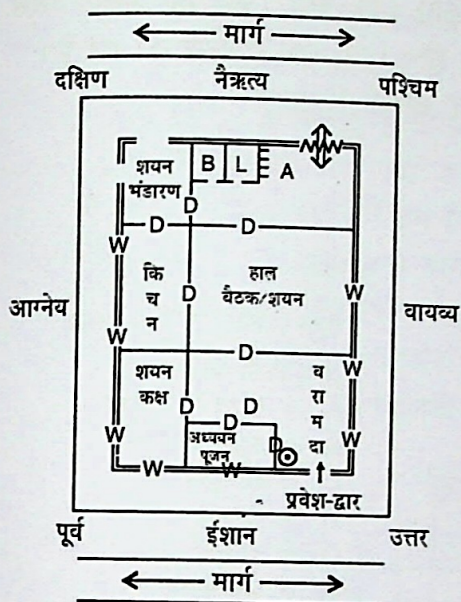 मार्ग
दक्षिण नैऋत्य पश्चिम
शयन
भंडारण
B L A
D
D D
W
कि
च
न
D
हाल
बैठक/शयन
W
आग्नेय
वायव्य
W
D
W
शयन
कक्ष
व
रा
म
दा
D
D D
W
अध्ययन
पूजन
D
W
W W
प्रवेश-द्वार
पूर्व ईशान उत्तर
मार्ग